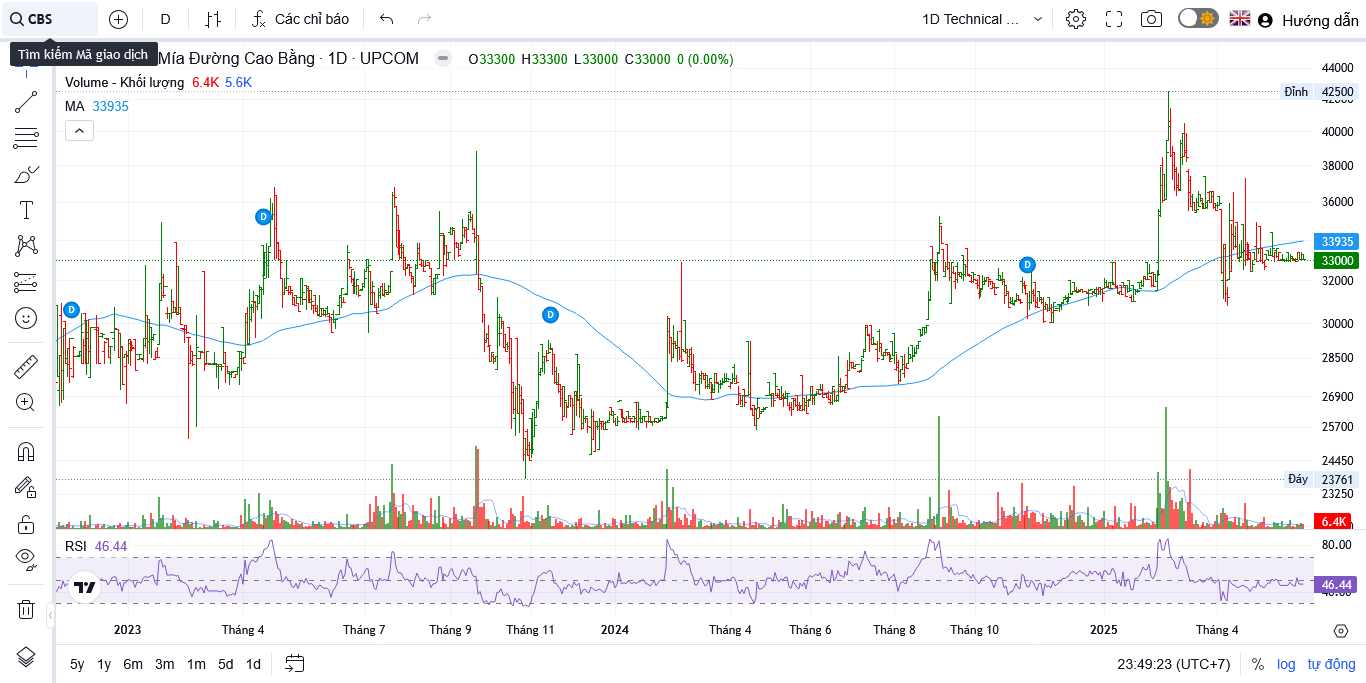 CBS
D
Các chỉ báo
1D Technical ...
Hướng dẫn
Tìm kiếm Mã giao dịch
Mía Đường Cao Bằng · 1D · UPCOM
O33300 H33300 L33000 C33000 0 (0.00%)
Volume - Khối lượng 6.4K 5.6K
MA 33935
44000
Đỉnh 42500
42000
40000
38000
36000
33935
33000
32000
30000
28500
26900
25700
24450
Đáy 23761
23250
6.4K
D
D
D
D
RSI 46.44
80.00
46.44
40.00
2023
Tháng 4
Tháng 7
Tháng 9
Tháng 11
2024
Tháng 4
Tháng 6
Tháng 8
Tháng 10
2025
Tháng 4
5y 1y 6m 3m 1m 5d 1d
23:49:23 (UTC+7)
%
log
tự động